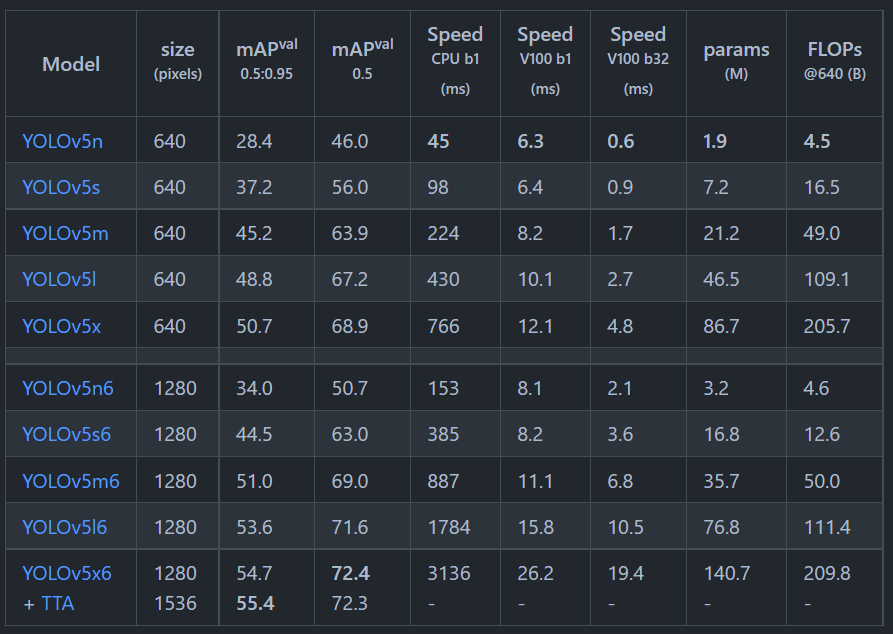 Model size (pixels) mAPval 0.5:0.95 mAPval 0.5 Speed CPU b1 (ms) Speed V100 b1 (ms) Speed V100 b32 (ms) params (M) FLOPs @640 (B)
YOLOv5n 640 28.4 46.0 45 6.3 0.6 1.9 4.5
YOLOv5s 640 37.2 56.0 98 6.4 0.9 7.2 16.5
YOLOv5m 640 45.2 63.9 224 8.2 1.7 21.2 49.0
YOLOv5l 640 48.8 67.2 430 10.1 2.7 46.5 109.1
YOLOv5x 640 50.7 68.9 766 12.1 4.8 86.7 205.7
YOLOv5n6 1280 34.0 50.7 153 8.1 2.1 3.2 4.6
YOLOv5s6 1280 44.5 63.0 385 8.2 3.6 16.8 12.6
YOLOv5m6 1280 51.0 69.0 887 11.1 6.8 35.7 50.0
YOLOv5l6 1280 53.6 71.6 1784 15.8 10.5 76.8 111.4
YOLOv5x6 1280 54.7 72.4 3136 26.2 19.4 140.7 209.8
+ TTA 1536 55.4 72.3 - - - - -